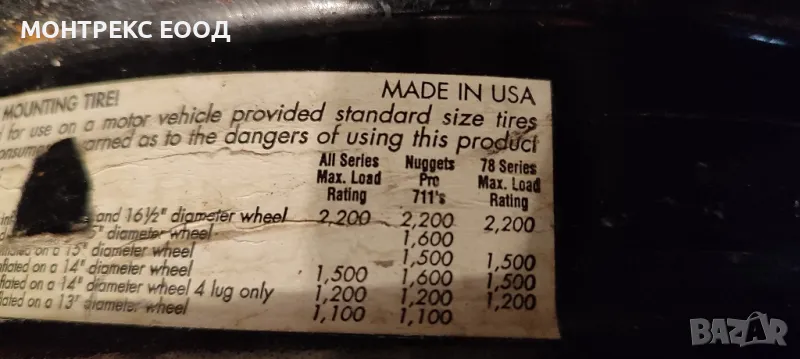 МОНТРЕКС ЕООД
MADE IN USA
MOUNTING TIRE!
for use on a motor vehicle provided standard size tires
as to the dangers of using this product
All Series Nuggets 78 Series
Max. Load Pro Max. Load
Rating 711's Rating
and 16½" diameter wheel 2,200 2,200 2,200
diameter wheel 1,600
on a 15" diameter wheel 1,500 1,500
on a 14" diameter wheel 1,500 1,600 1,500
on a 14" diameter wheel 4 lug only 1,200 1,200 1,200
on a 13" diameter wheel 1,100 1,100
BAZAR